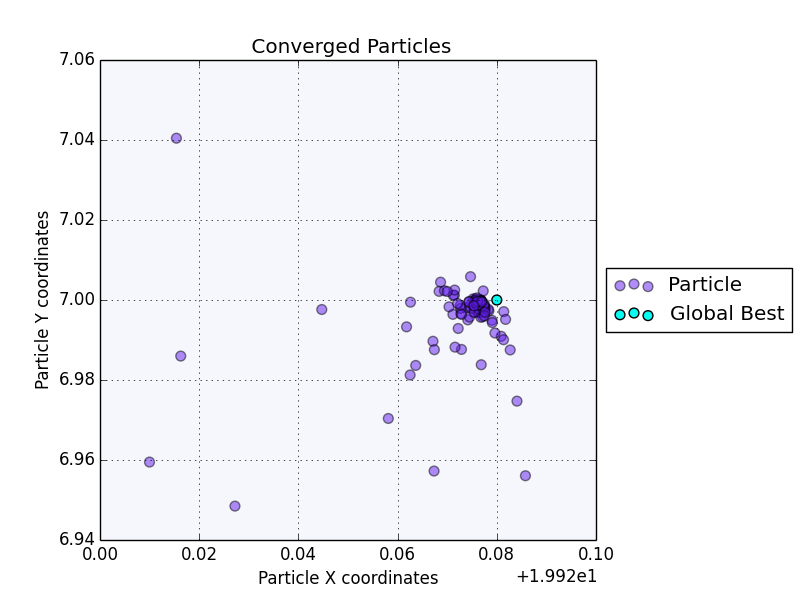 Converged Particles
7.06
7.04
7.02
7.00
6.98
6.96
6.94
Particle Y coordinates
0.00 0.02 0.04 0.06 0.08 0.10
Particle X coordinates
+1.992e1
Particle
Global Best